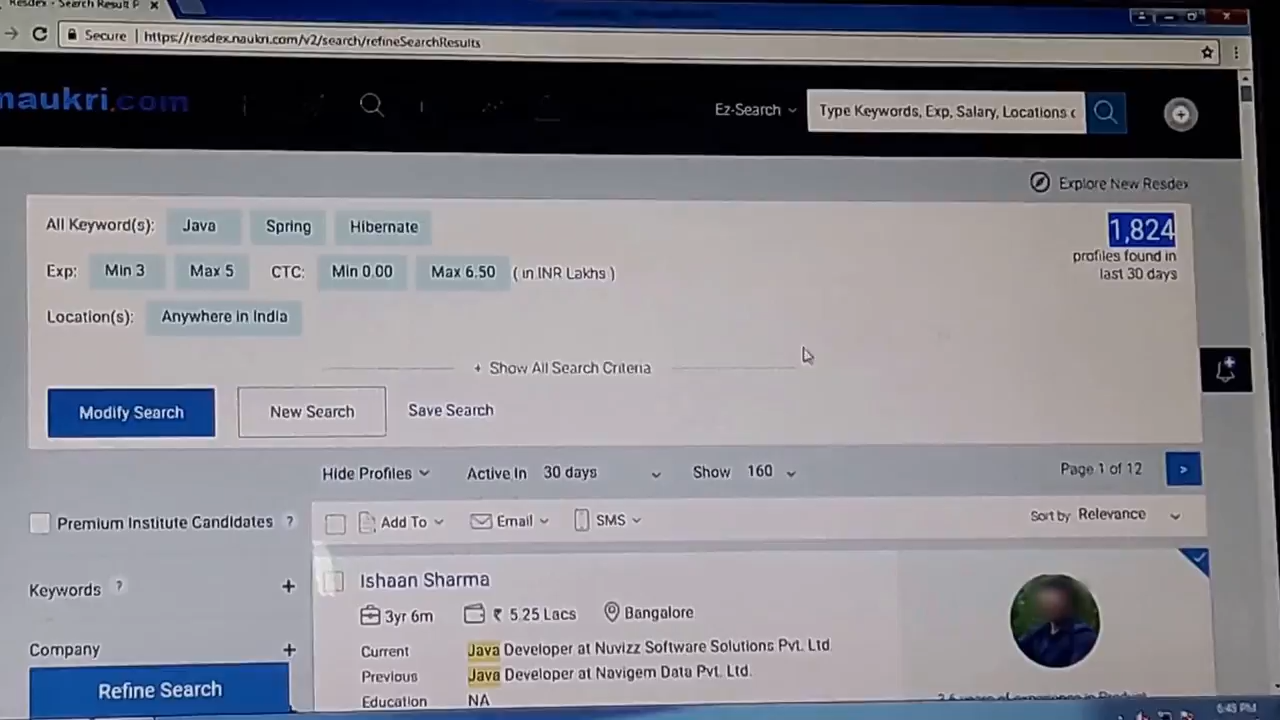 Resdex - Search Result P
Secure | https://resdex.naukri.com/v2/search/refineSearchResults
naukri.com
Ez-Search
Type Keywords, Exp, Salary, Locations c
Explore New Resdex
All Keyword(s): Java Spring Hibernate
1,824
profiles found in
last 30 days
Exp: Min 3 Max 5 CTC: Min 0.00 Max 6.50 ( in INR Lakhs )
Location(s): Anywhere in India
+ Show All Search Criteria
Modify Search New Search Save Search
Hide Profiles Active In 30 days Show 160 Page 1 of 12 >
Premium Institute Candidates ?
Add To Email SMS Sort by Relevance
Keywords ? +
Ishaan Sharma
3yr 6m ₹ 5.25 Lacs Bangalore
Company +
Current Java Developer at Nuvizz Software Solutions Pvt. Ltd
Previous Java Developer at Navigem Data Pvt. Ltd.
Education NA
Refine Search
6:49 PM